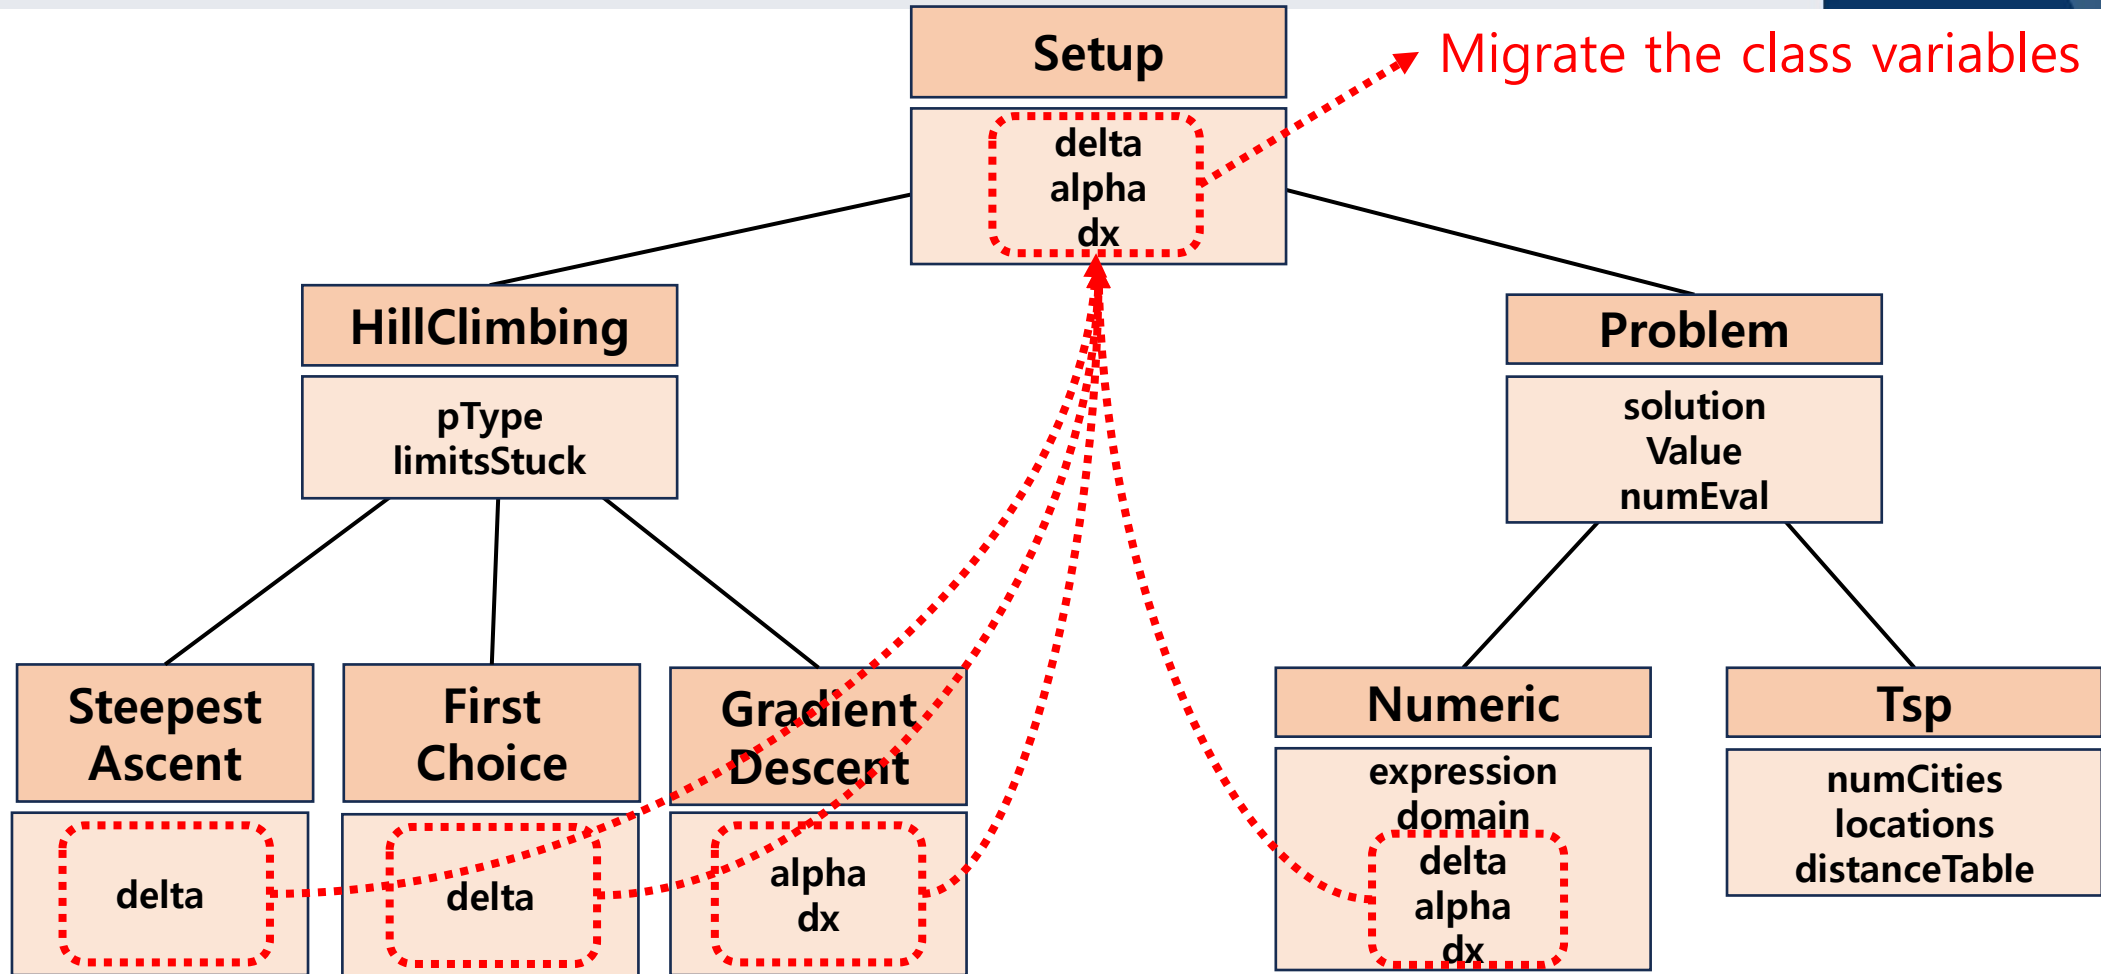 Setup
Migrate the class variables
delta
alpha
dx
HillClimbing
pType
limitsStuck
Problem
solution
Value
numEval
Steepest
Ascent
delta
First
Choice
delta
Gradient
Descent
alpha
dx
Numeric
expression
domain
delta
alpha
dx
Tsp
numCities
locations
distanceTable